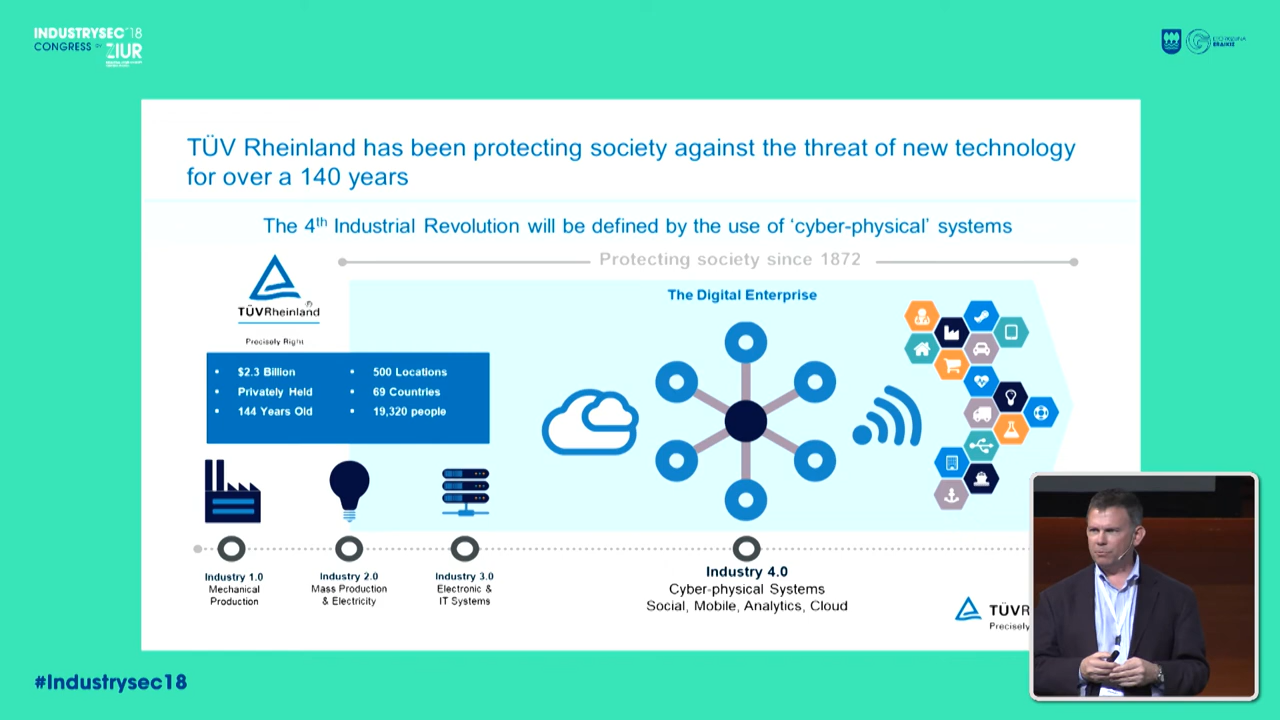 INDUSTRYSEC'18
CONGRESS BY ZIUR
TÜV Rheinland has been protecting society against the threat of new technology
for over a 140 years
The 4th Industrial Revolution will be defined by the use of ‘cyber-physical’ systems
Protecting society since 1872
The Digital Enterprise
TÜVRheinland
Precisely Right
• $2.3 Billion
• Privately Held
• 144 Years Old
• 500 Locations
• 69 Countries
• 19,320 people
Industry 1.0
Mechanical
Production
Industry 2.0
Mass Production
& Electricity
Industry 3.0
Electronic &
IT Systems
Industry 4.0
Cyber-physical Systems
Social, Mobile, Analytics, Cloud
TÜVR
Precisely
#Industrysec18